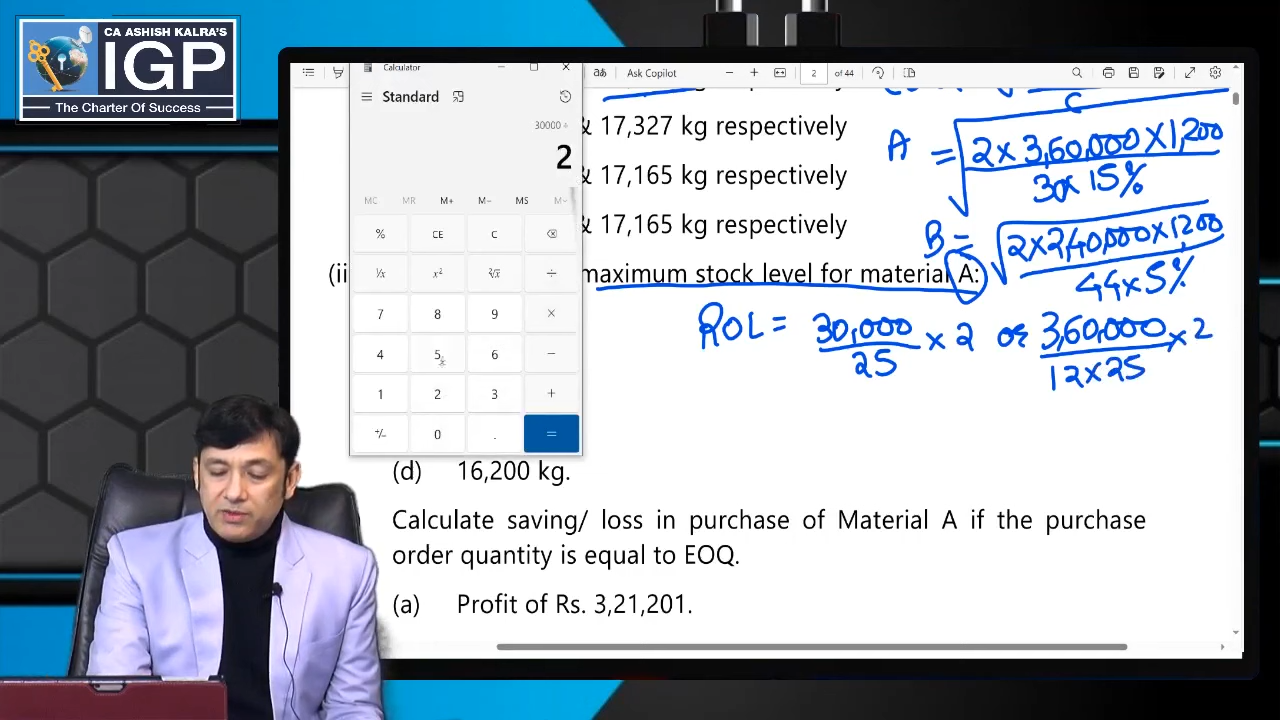 CA ASHISH KALRA'S
IGP
The Charter Of Success
Calculator
Standard
30000 ÷
2
MC MR M+ M− MS M˅
% CE C ⌫
¹/x x² ²√x ÷
7 8 9 ×
4 5 6 −
1 2 3 +
+/− 0 . =
Ask Copilot
2 of 44
& 17,327 kg respectively
& 17,165 kg respectively
& 17,165 kg respectively
maximum stock level for material A:
C
A = √ 2 × 3,60,000 × 1,200
30 × 15%
B = √ 2 × 2,40,000 × 1,200
44 × 5%
ROL = 30,000 × 2 or 3,60,000 × 2
25 12 × 25
(d) 16,200 kg.
Calculate saving/ loss in purchase of Material A if the purchase
order quantity is equal to EOQ.
(a) Profit of Rs. 3,21,201.